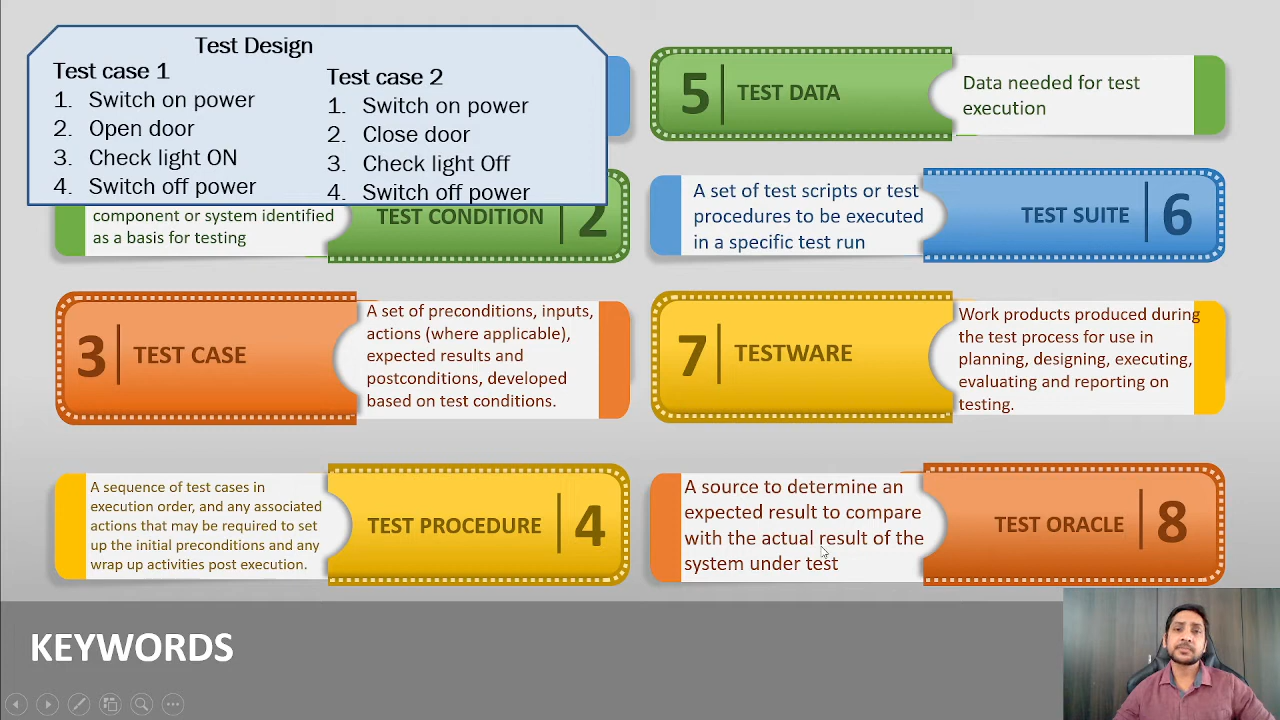 Test Design
Test case 1
1. Switch on power
2. Open door
3. Check light ON
4. Switch off power
Test case 2
1. Switch on power
2. Close door
3. Check light Off
4. Switch off power
component or system identified
as a basis for testing
TEST CONDITION
2
3
TEST CASE
A set of preconditions, inputs,
actions (where applicable),
expected results and
postconditions, developed
based on test conditions.
A sequence of test cases in
execution order, and any associated
actions that may be required to set
up the initial preconditions and any
wrap up activities post execution.
TEST PROCEDURE
4
5
TEST DATA
Data needed for test
execution
A set of test scripts or test
procedures to be executed
in a specific test run
TEST SUITE
6
7
TESTWARE
Work products produced during
the test process for use in
planning, designing, executing,
evaluating and reporting on
testing.
A source to determine an
expected result to compare
with the actual result of the
system under test
TEST ORACLE
8
KEYWORDS